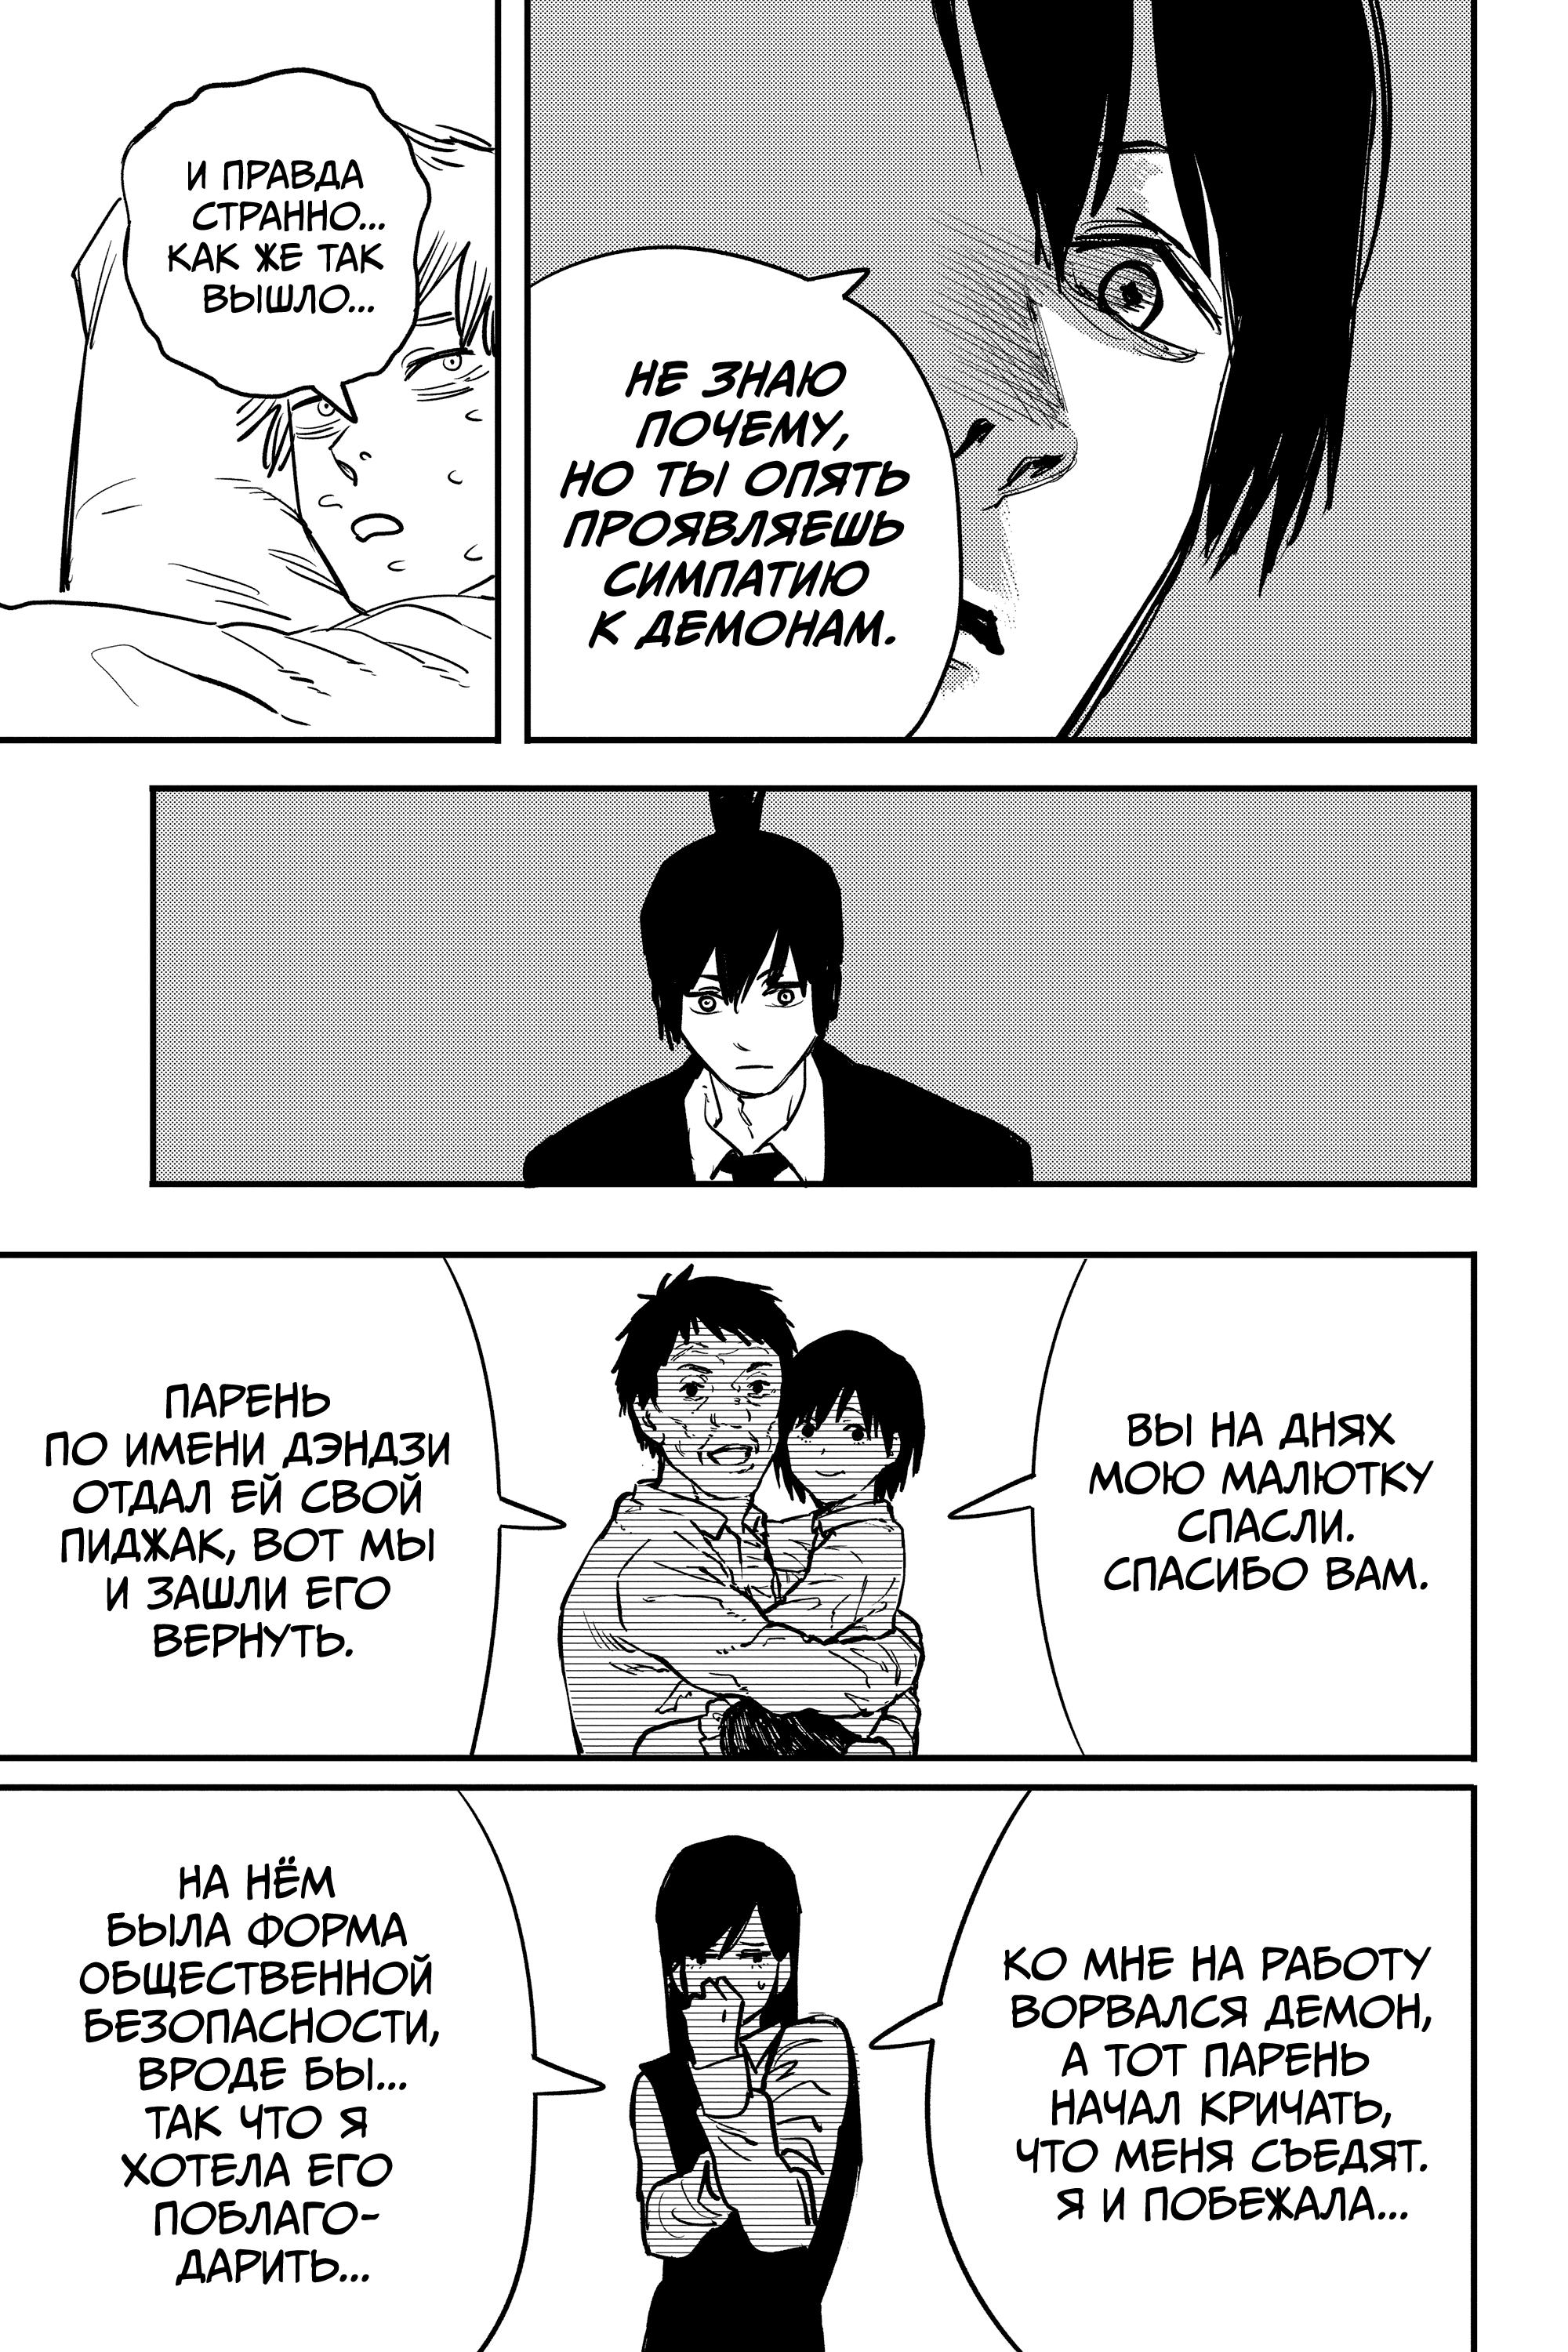 НЕ ЗНАЮ
ПОЧЕМУ,
НО ТЫ ОПЯТЬ
ПРОЯВЛЯЕШЬ
СИМПАТИЮ
К ДЕМОНАМ.
И ПРАВДА
СТРАННО...
КАК ЖЕ ТАК
ВЫШЛО...
ВЫ НА ДНЯХ
МОЮ МАЛЮТКУ
СПАСЛИ.
СПАСИБО ВАМ.
ПАРЕНЬ
ПО ИМЕНИ ДЭНДЗИ
ОТДАЛ ЕЙ СВОЙ
ПИДЖАК, ВОТ МЫ
И ЗАШЛИ ЕГО
ВЕРНУТЬ.
КО МНЕ НА РАБОТУ
ВОРВАЛСЯ ДЕМОН,
А ТОТ ПАРЕНЬ
НАЧАЛ КРИЧАТЬ,
ЧТО МЕНЯ СЪЕДЯТ.
Я И ПОБЕЖАЛА...
НА НЁМ
БЫЛА ФОРМА
ОБЩЕСТВЕННОЙ
БЕЗОПАСНОСТИ,
ВРОДЕ БЫ...
ТАК ЧТО Я
ХОТЕЛА ЕГО
ПОБЛАГО-
ДАРИТЬ...